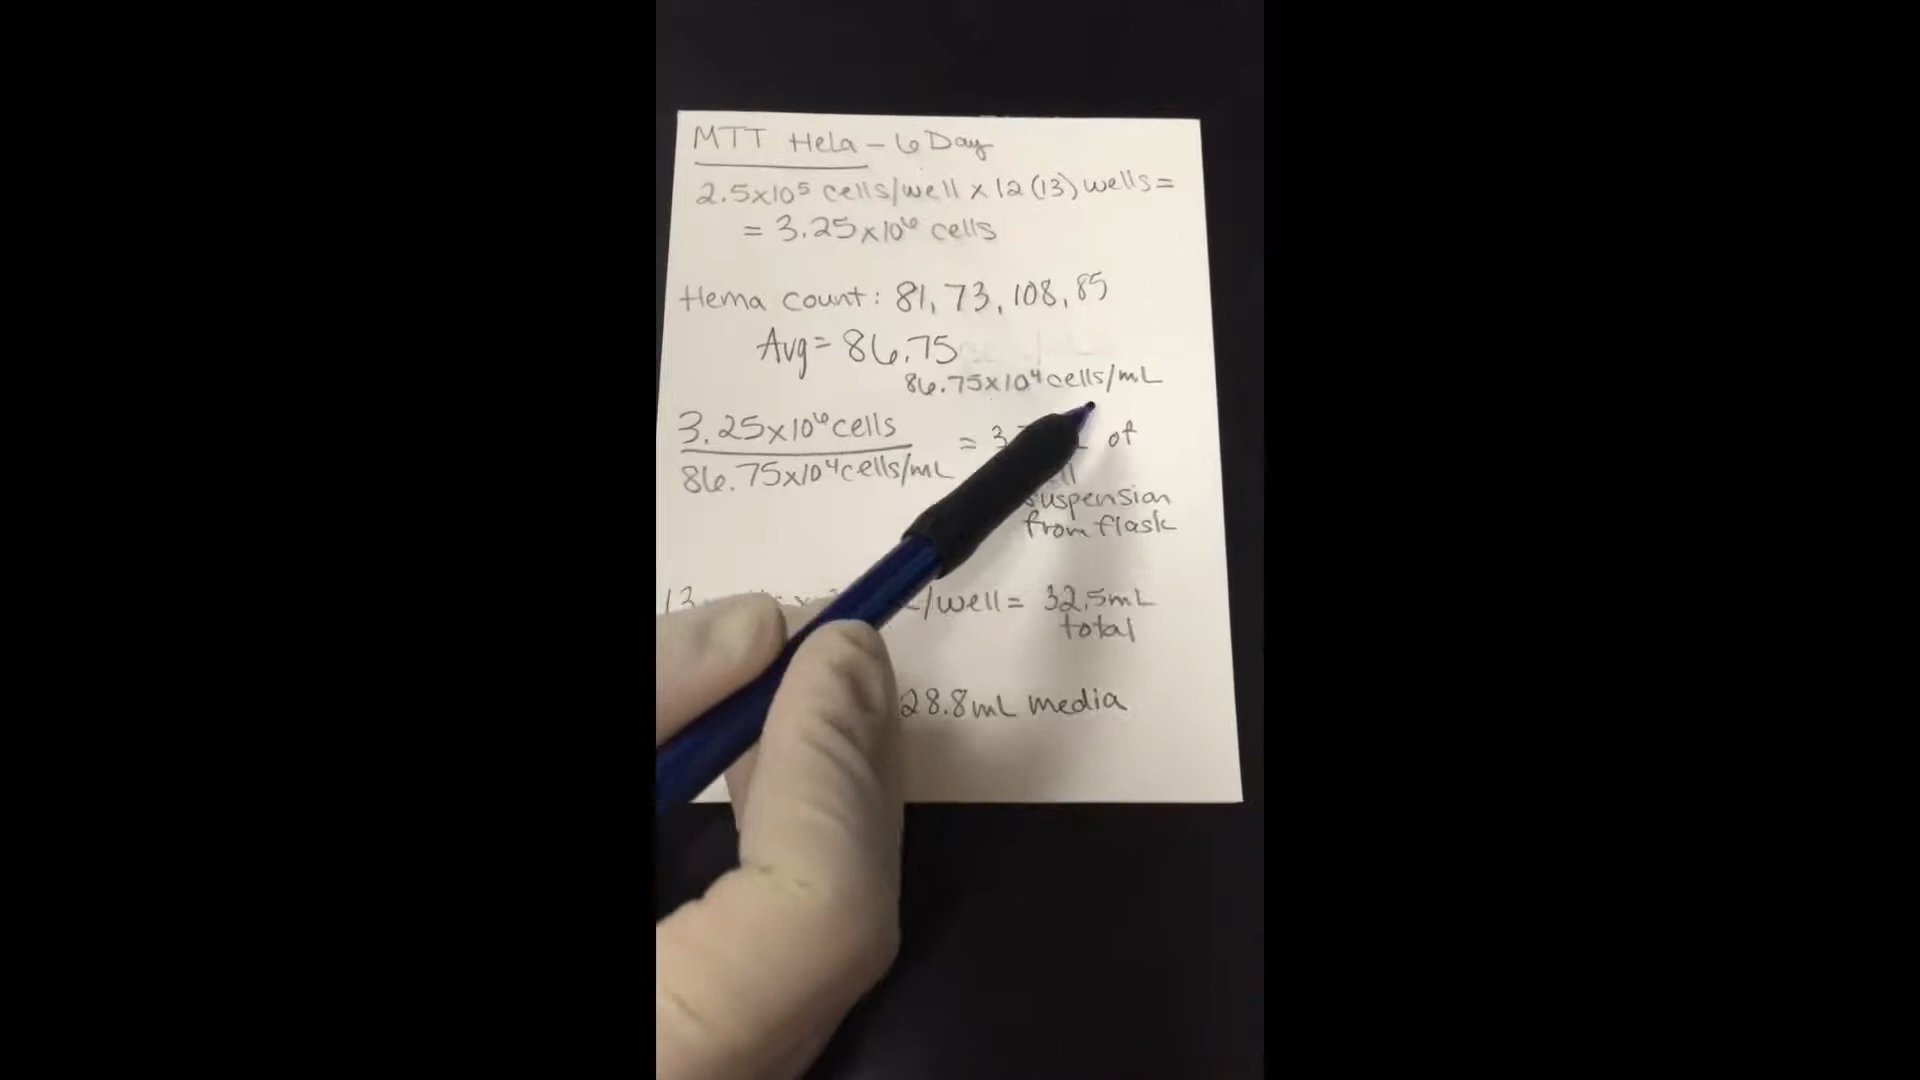 MTT HeLa - 6 Day
2.5x10⁵ cells/well x 12 (13) wells =
= 3.25x10⁶ cells
Hema count: 81, 73, 108, 85
Avg = 86.75
86.75x10⁴ cells/mL
3.25x10⁶ cells
86.75x10⁴ cells/mL
= of
suspension
from flask
13 /well = 32.5mL
total
28.8mL media